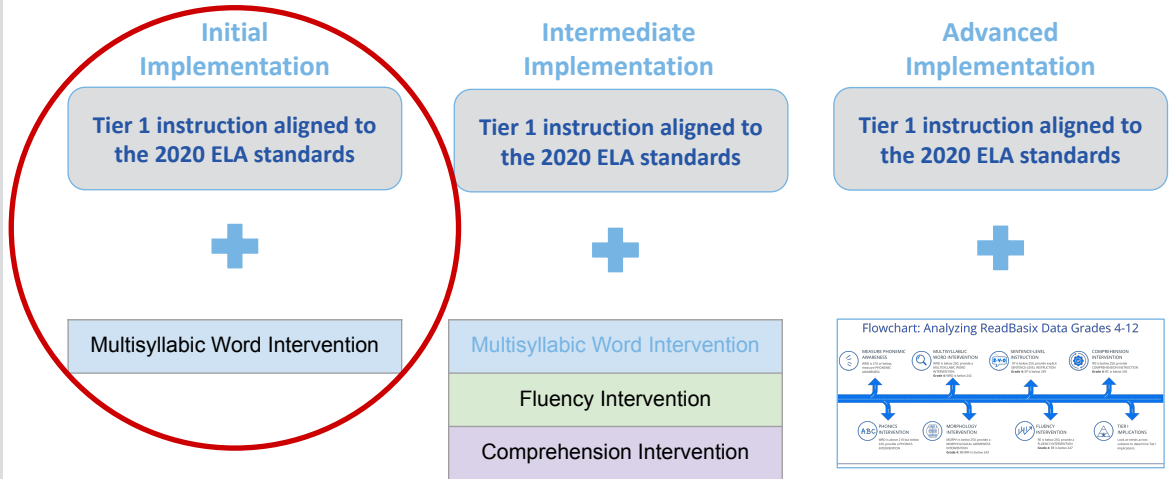 Initial
Implementation
Tier 1 instruction aligned to
the 2020 ELA standards
Multisyllabic Word Intervention
Intermediate
Implementation
Tier 1 instruction aligned to
the 2020 ELA standards
Multisyllabic Word Intervention
Fluency Intervention
Comprehension Intervention
Advanced
Implementation
Tier 1 instruction aligned to
the 2020 ELA standards
Flowchart: Analyzing ReadBasix Data Grades 4-12
MEASURE PHONEMIC
AWARENESS
MULTISYLLABIC
WORD INTERVENTION
SENTENCE-LEVEL
INSTRUCTION
COMPREHENSION
INTERVENTION
ABC
PHONICS
INTERVENTION
MORPHOLOGY
INTERVENTION
FLUENCY
INTERVENTION
TIER I
IMPLICATIONS